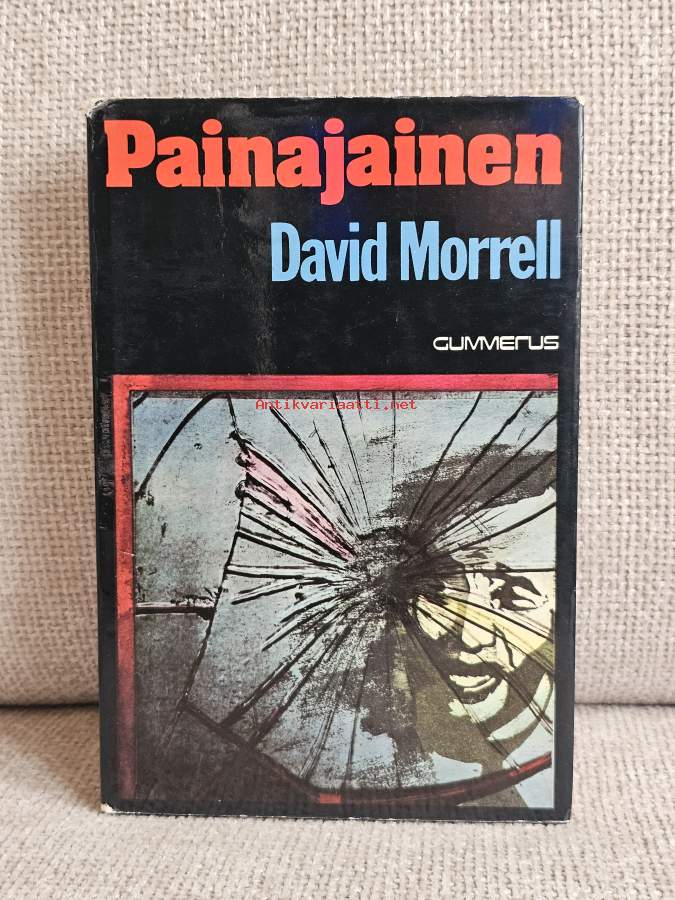 Painajainen
David Morrell
GUMMERUS
Antikvariaatti.net